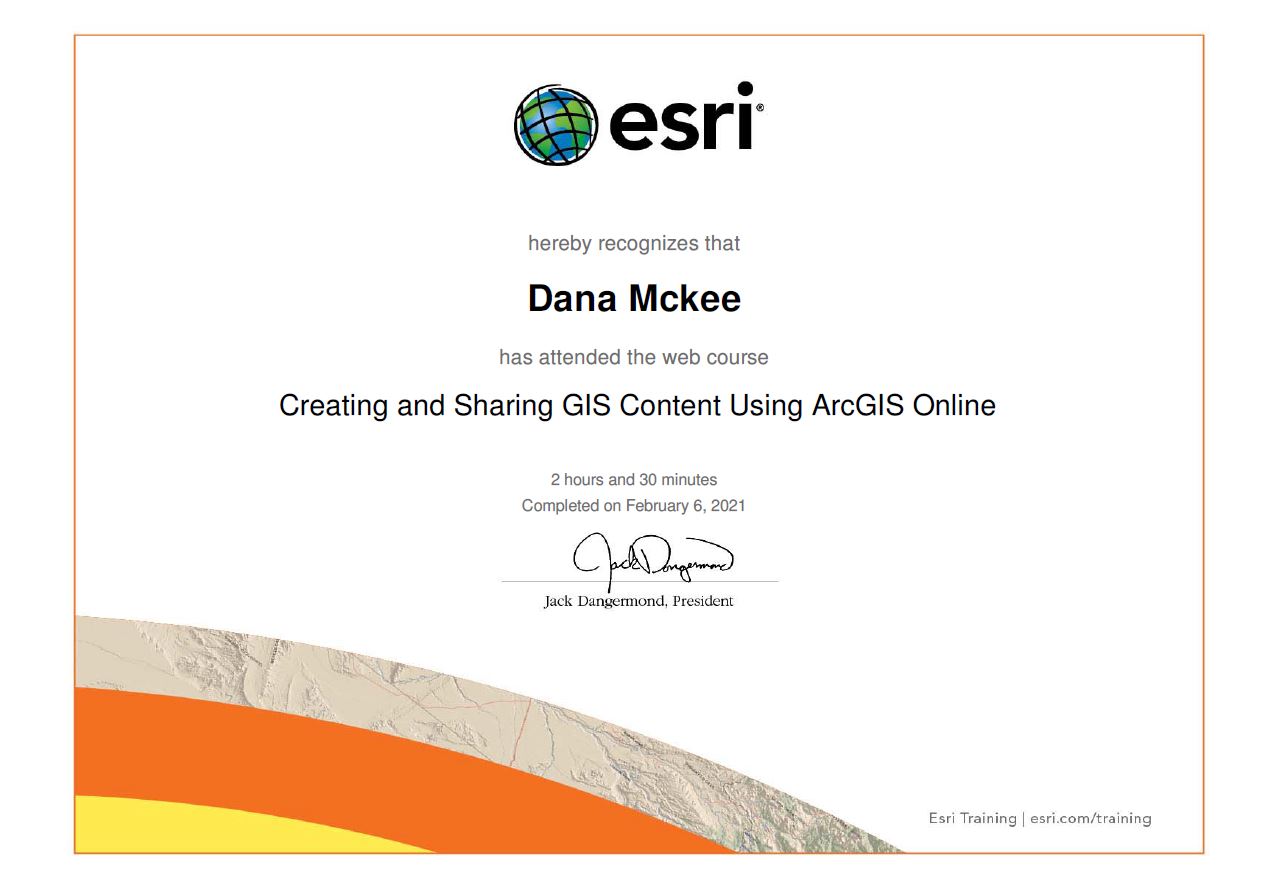 esri®
hereby recognizes that
Dana Mckee
has attended the web course
Creating and Sharing GIS Content Using ArcGIS Online
2 hours and 30 minutes
Completed on February 6, 2021
Jack Dangermond
Jack Dangermond, President
Esri Training | esri.com/training